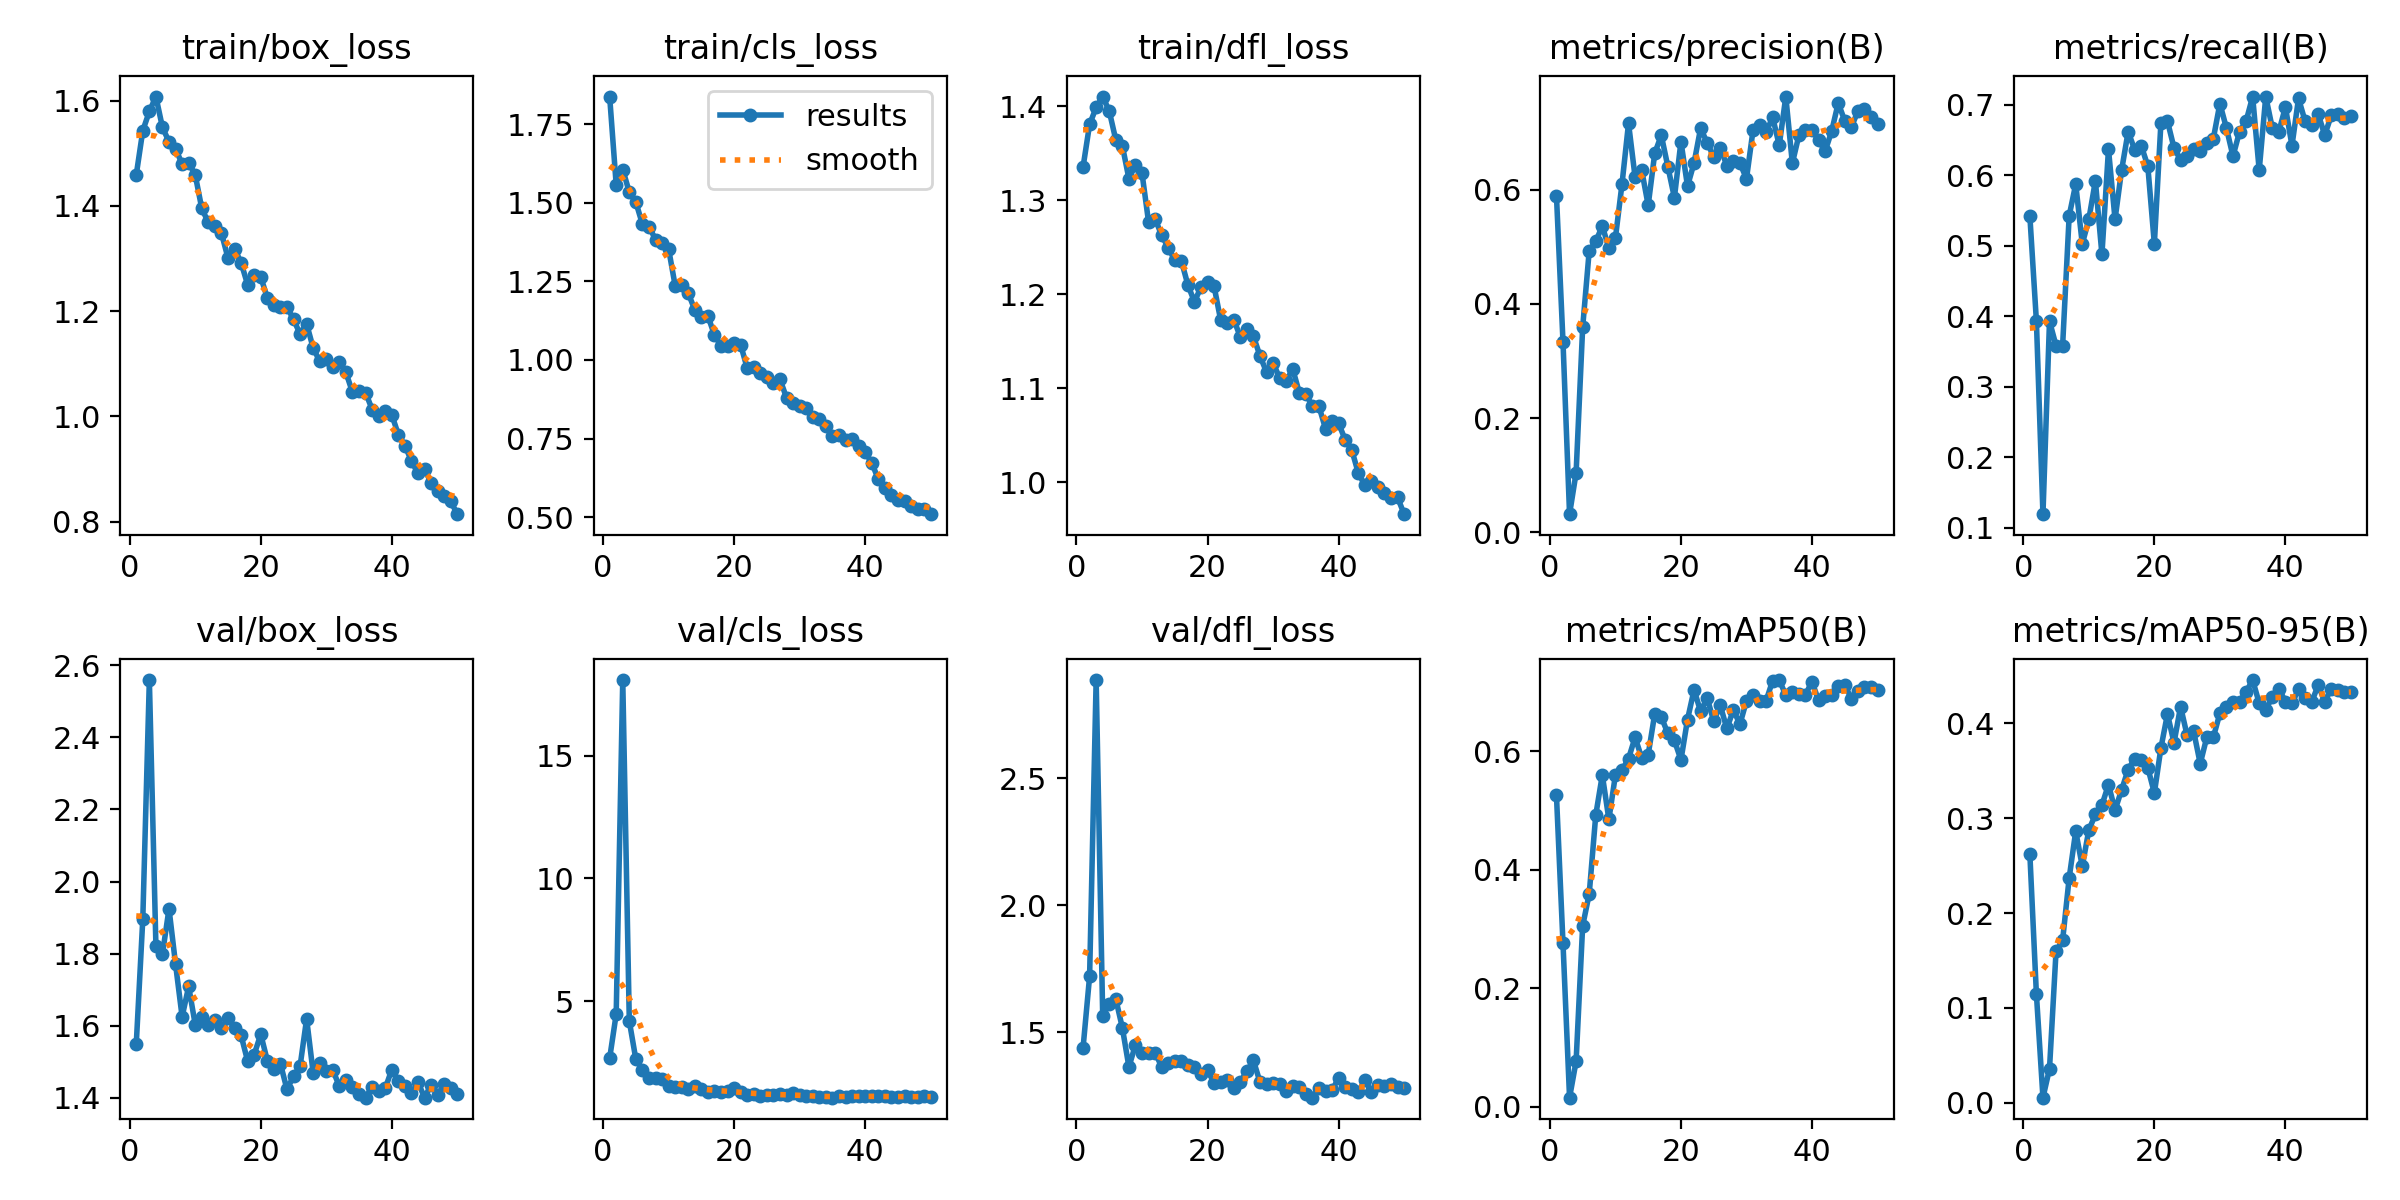 train/box_loss
1.6
1.4
1.2
1.0
0.8
0 20 40
train/cls_loss
results
smooth
1.75
1.50
1.25
1.00
0.75
0.50
0 20 40
train/dfl_loss
1.4
1.3
1.2
1.1
1.0
0 20 40
metrics/precision(B)
0.6
0.4
0.2
0.0
0 20 40
metrics/recall(B)
0.7
0.6
0.5
0.4
0.3
0.2
0.1
0 20 40
val/box_loss
2.6
2.4
2.2
2.0
1.8
1.6
1.4
0 20 40
val/cls_loss
15
10
5
0 20 40
val/dfl_loss
2.5
2.0
1.5
0 20 40
metrics/mAP50(B)
0.6
0.4
0.2
0.0
0 20 40
metrics/mAP50-95(B)
0.4
0.3
0.2
0.1
0.0
0 20 40